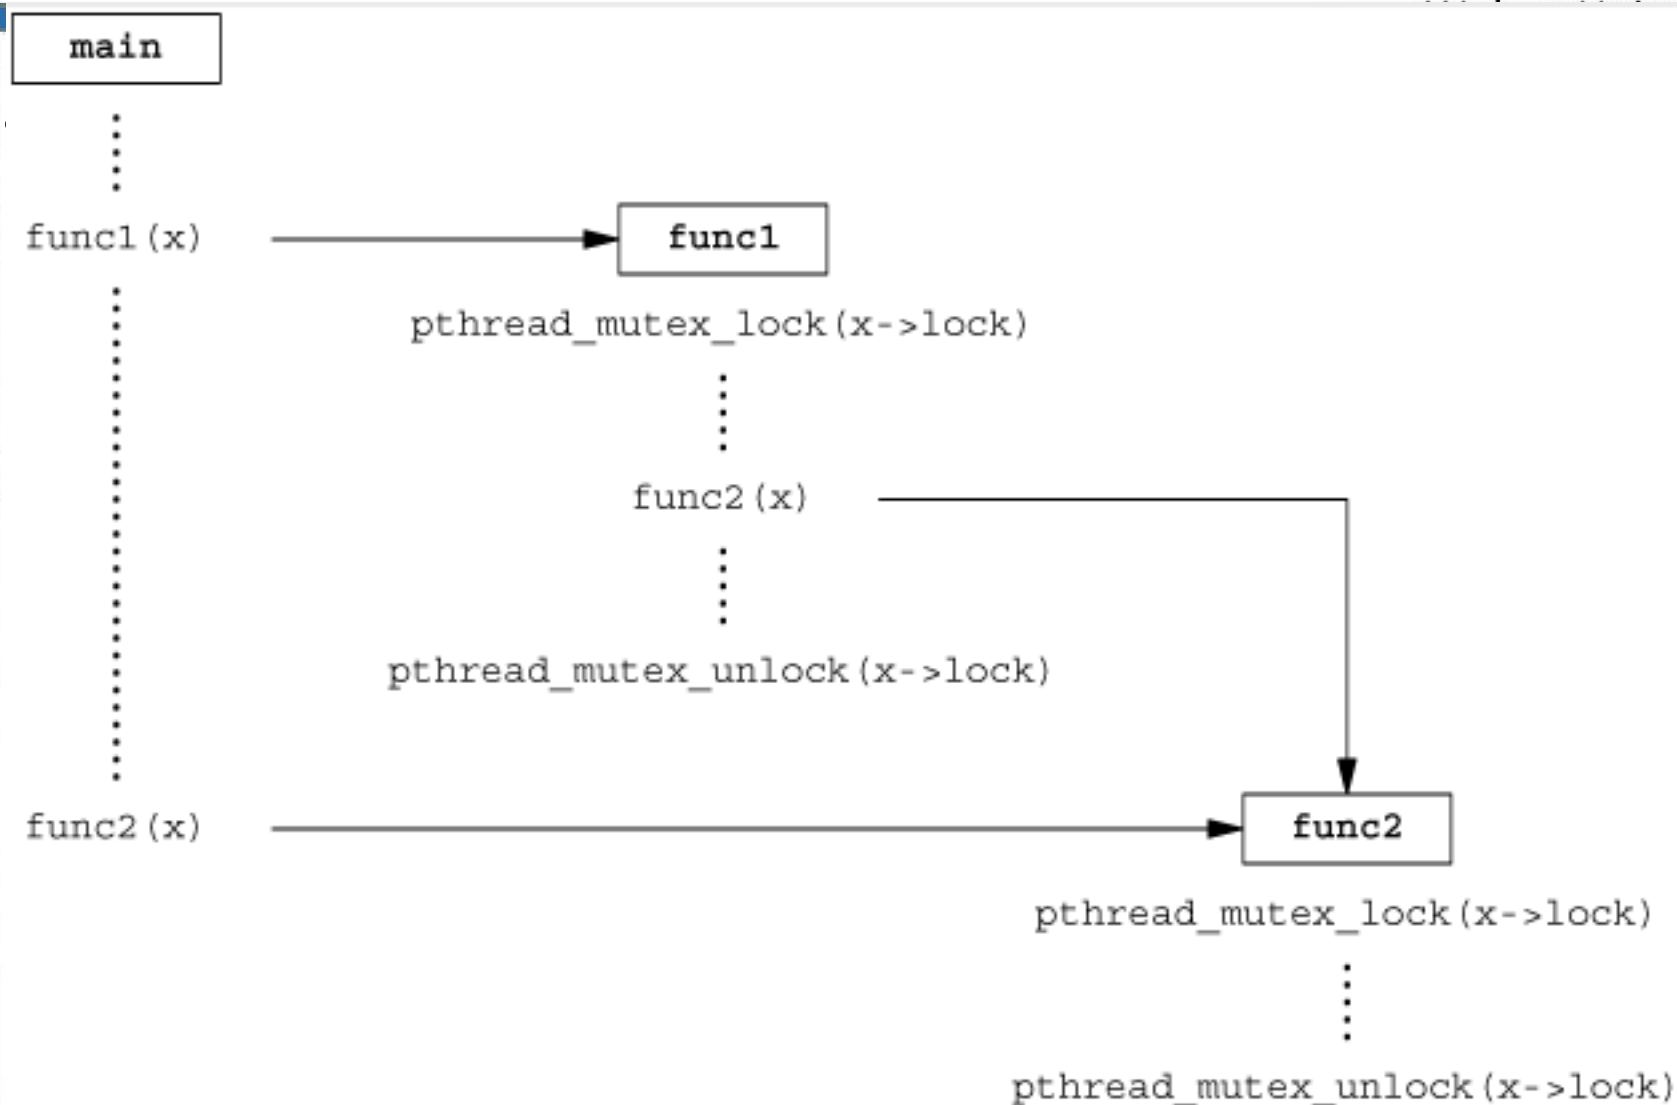 main
func1(x)
func1
pthread_mutex_lock(x->lock)
func2(x)
pthread_mutex_unlock(x->lock)
func2(x)
func2
pthread_mutex_lock(x->lock)
pthread_mutex_unlock(x->lock)